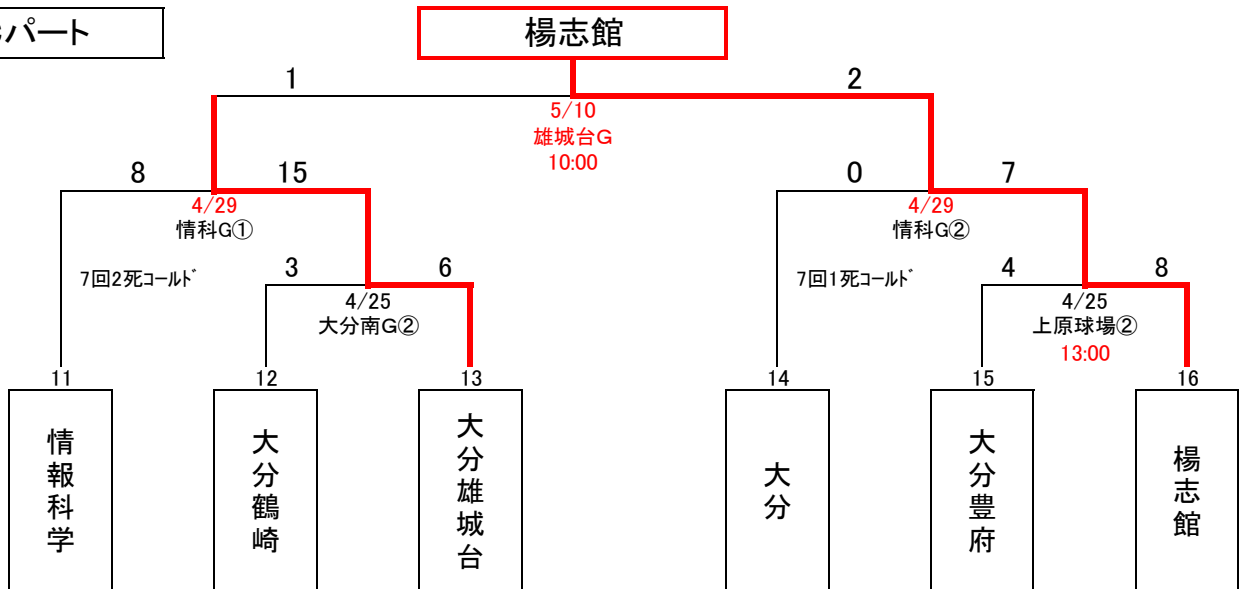 パート
楊志館
1
2
5/10
雄城台G
10:00
8
15
0
7
4/29
情科G①
4/29
情科G②
7回2死コールド
3
6
7回1死コールド
4
8
4/25
大分南G②
4/25
上原球場②
13:00
11
12
13
14
15
16
情報科学
大分鶴崎
大分雄城台
大分
大分豊府
楊志館